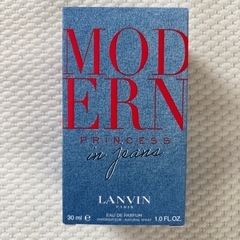 MOD
ERN
PRINCESS
in Jeans
LANVIN
PARIS
30 ml e EAU DE PARFUM 1.0 FL.OZ.
VAPORISATEUR - NATURAL SPRAY